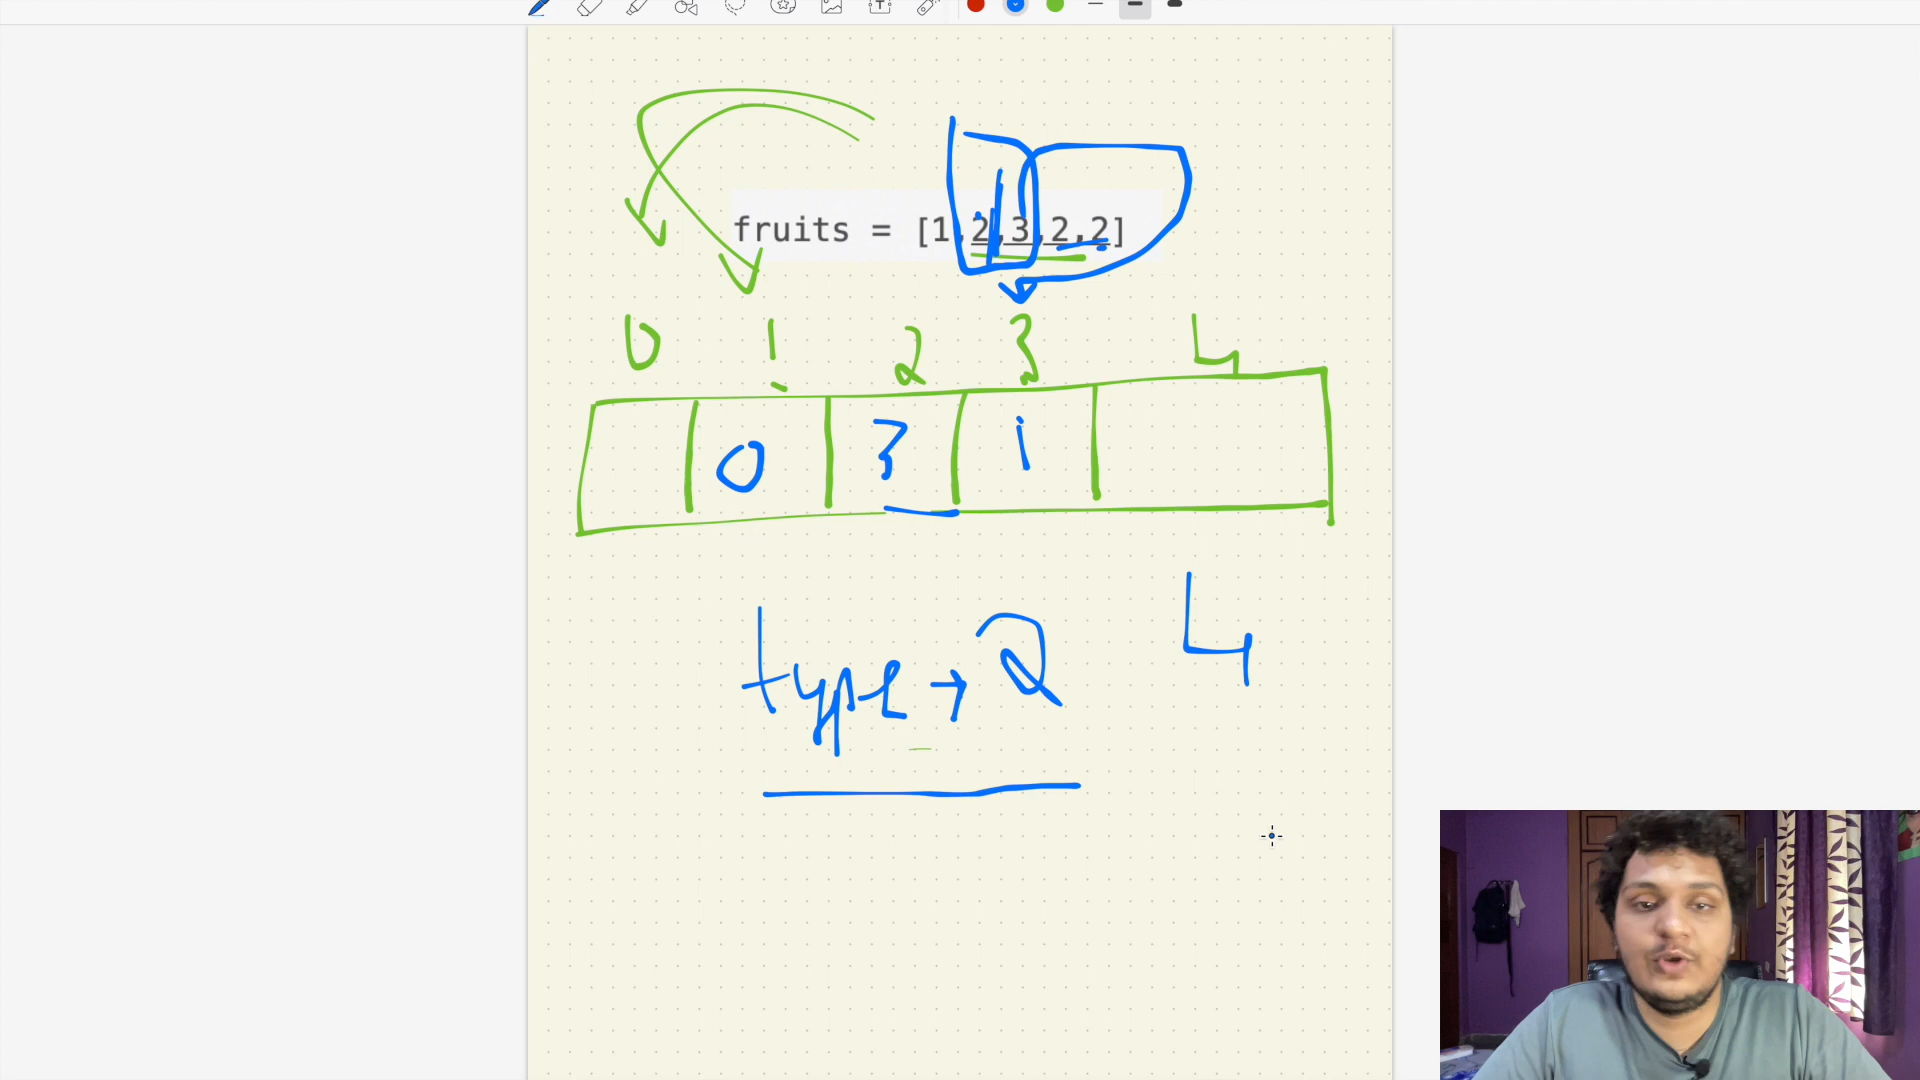 fruits = [1,2,3,2,2]
0 1 2 3 4
0 3 1
type → 2 4